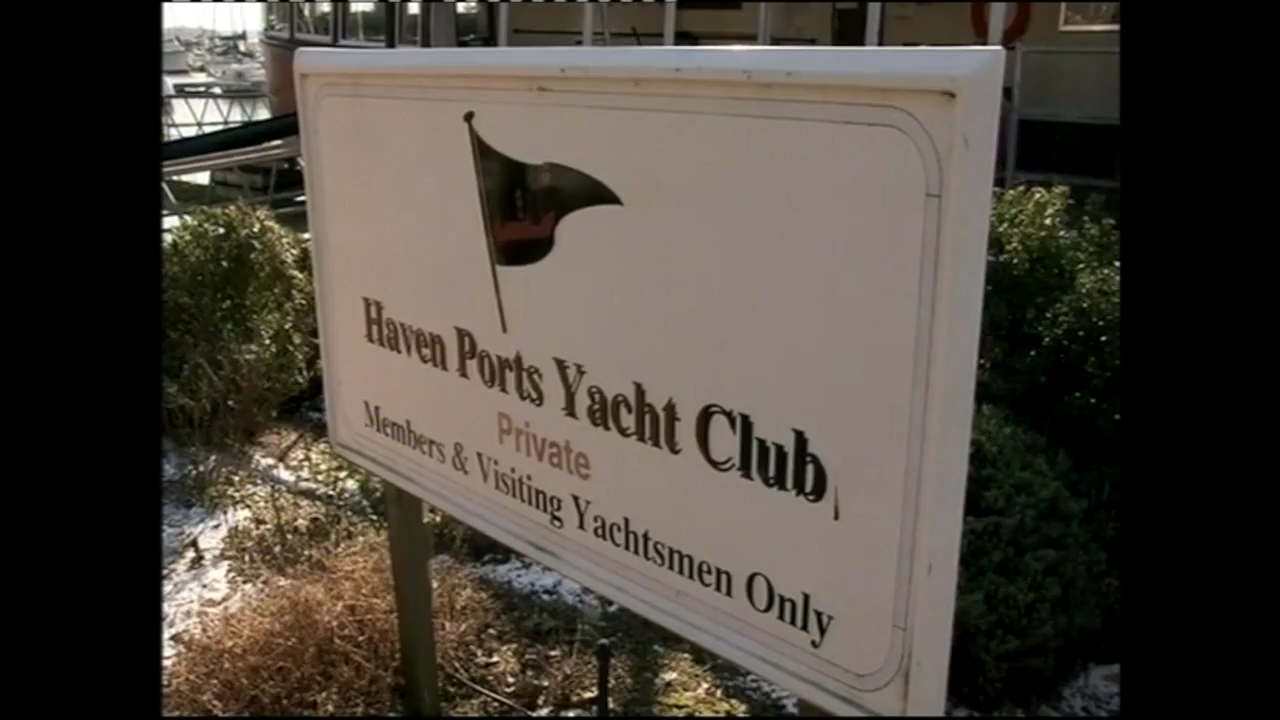 Haven Ports Yacht Club
Private
Members & Visiting Yachtsmen Only